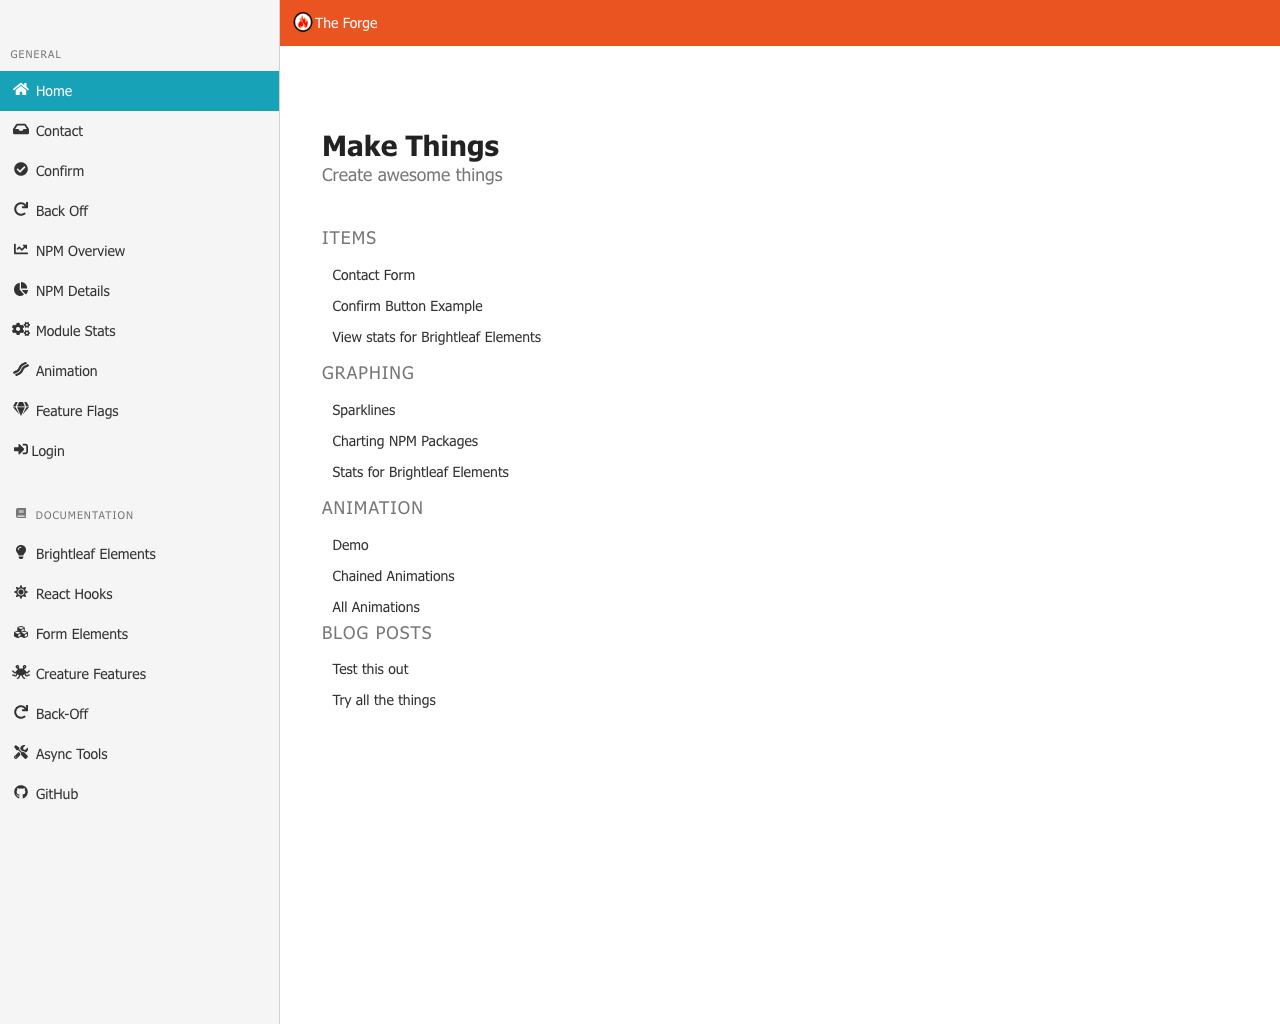 GENERAL
Home
Contact
Confirm
Back Off
NPM Overview
NPM Details
Module Stats
Animation
Feature Flags
Login
DOCUMENTATION
Brightleaf Elements
React Hooks
Form Elements
Creature Features
Back-Off
Async Tools
GitHub
The Forge
Make Things
Create awesome things
ITEMS
Contact Form
Confirm Button Example
View stats for Brightleaf Elements
GRAPHING
Sparklines
Charting NPM Packages
Stats for Brightleaf Elements
ANIMATION
Demo
Chained Animations
All Animations
BLOG POSTS
Test this out
Try all the things